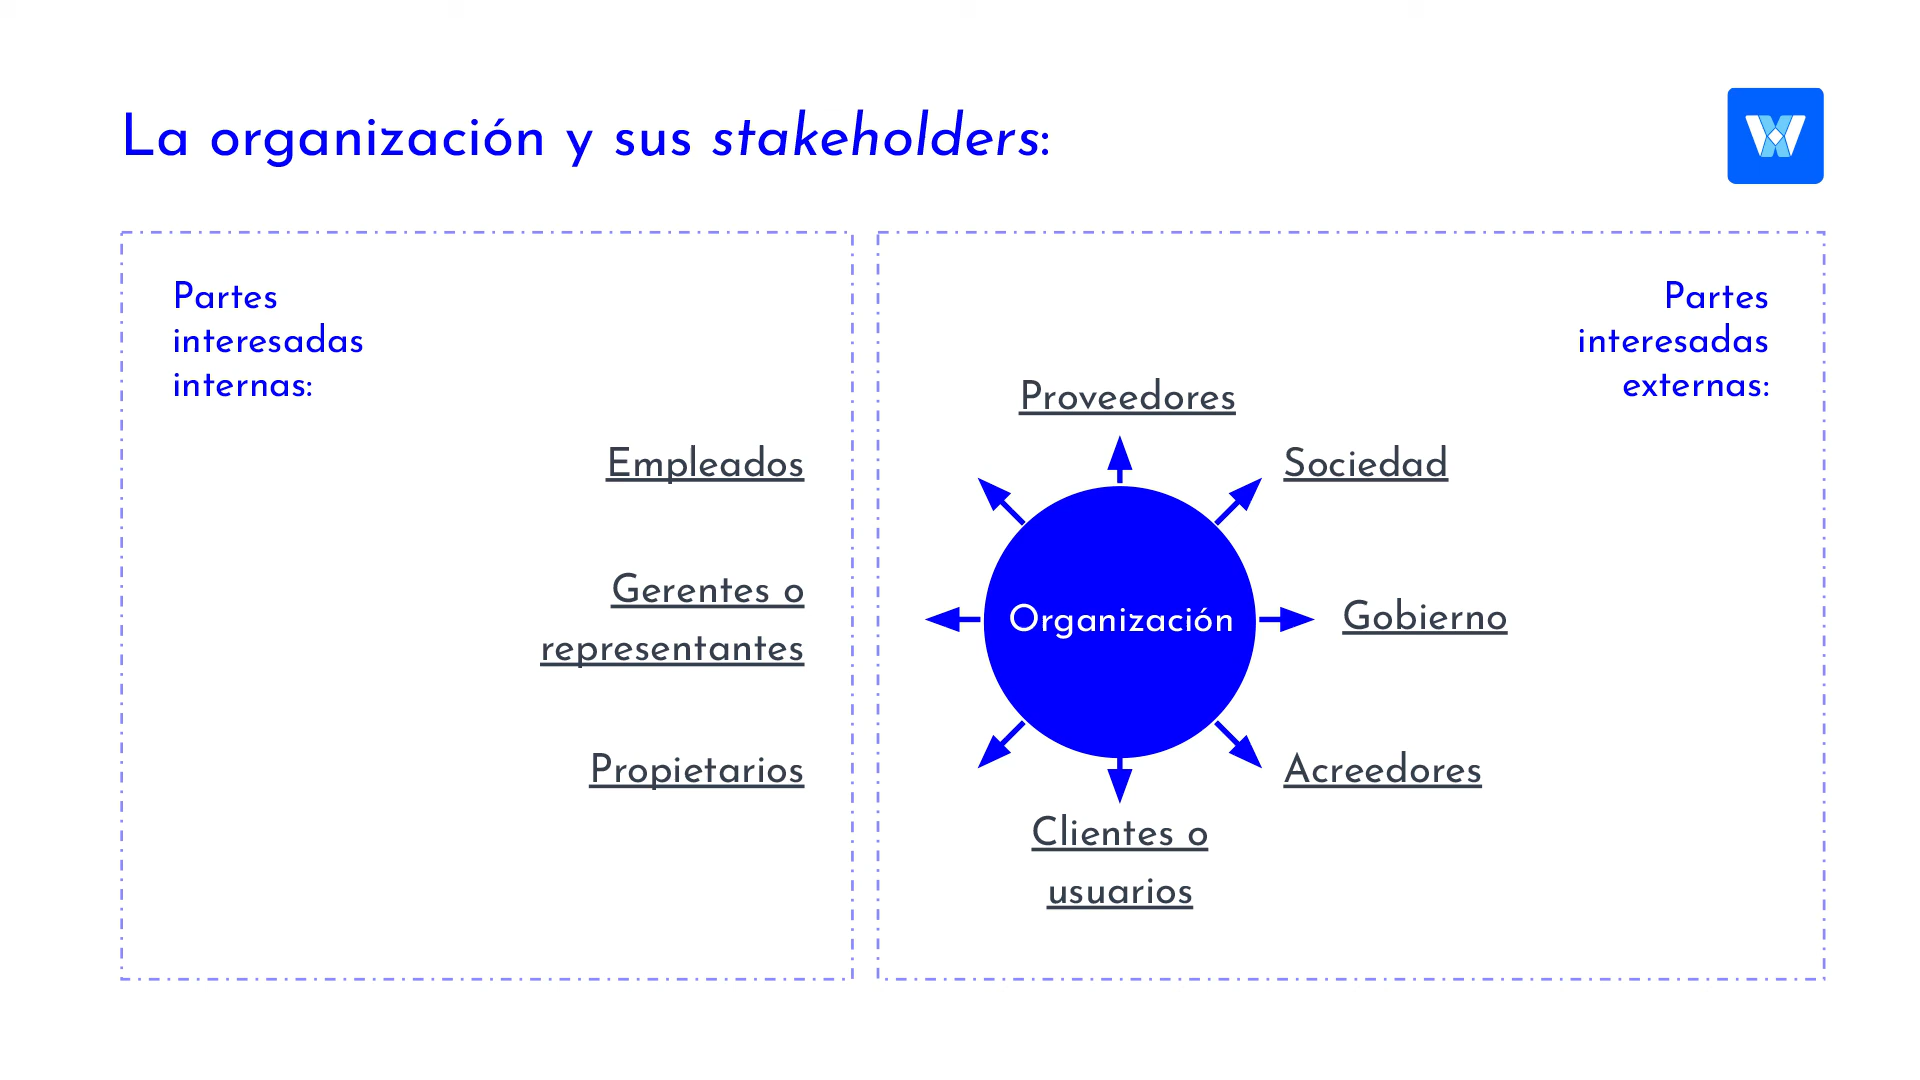 La organización y sus stakeholders:
Partes
interesadas
internas:
Empleados
Gerentes o
representantes
Propietarios
Partes
interesadas
externas:
Proveedores
Sociedad
Organización
Gobierno
Acreedores
Clientes o
usuarios